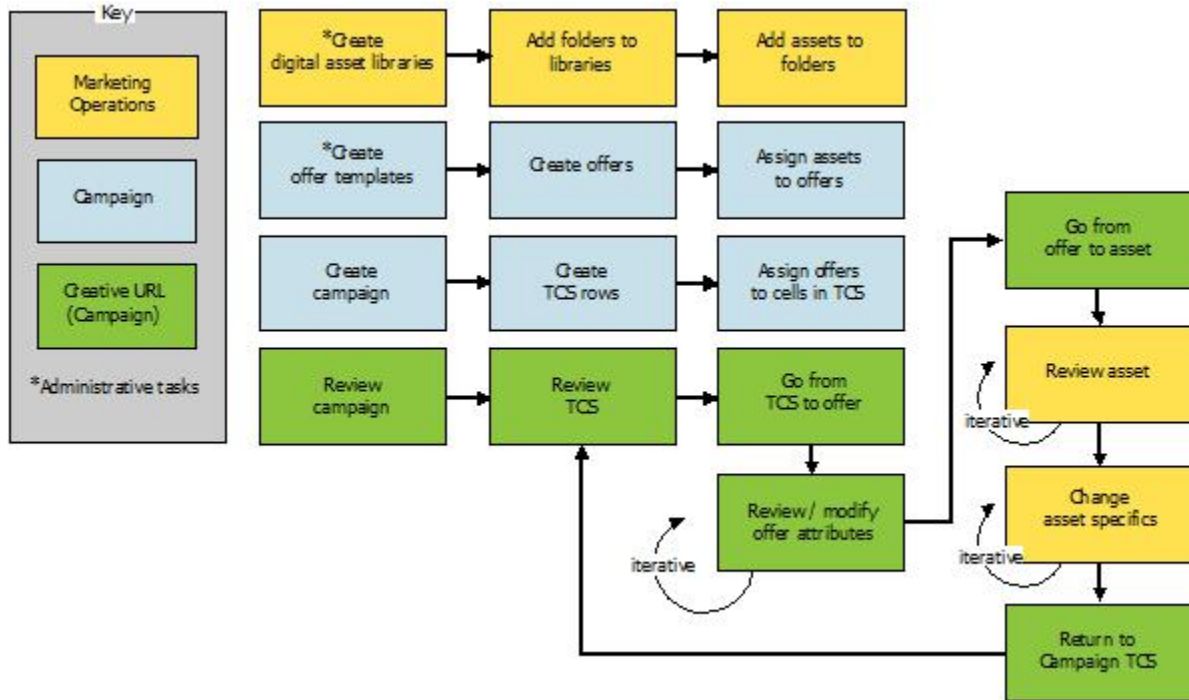 Key
Marketing
Operations
Campaign
Creative URL
(Campaign)
*Administrative tasks
*Create
digital asset libraries
Add folders to
libraries
Add assets to
folders
*Create
offer templates
Create offers
Assign assets
to offers
Create
campaign
Create
TCS rows
Assign offers
to cells in TCS
Review
campaign
Review
TCS
Go from
TCS to offer
Review / modify
offer attributes
iterative
Go from
offer to asset
Review asset
iterative
Change
asset specifics
iterative
Return to
Campaign TCS